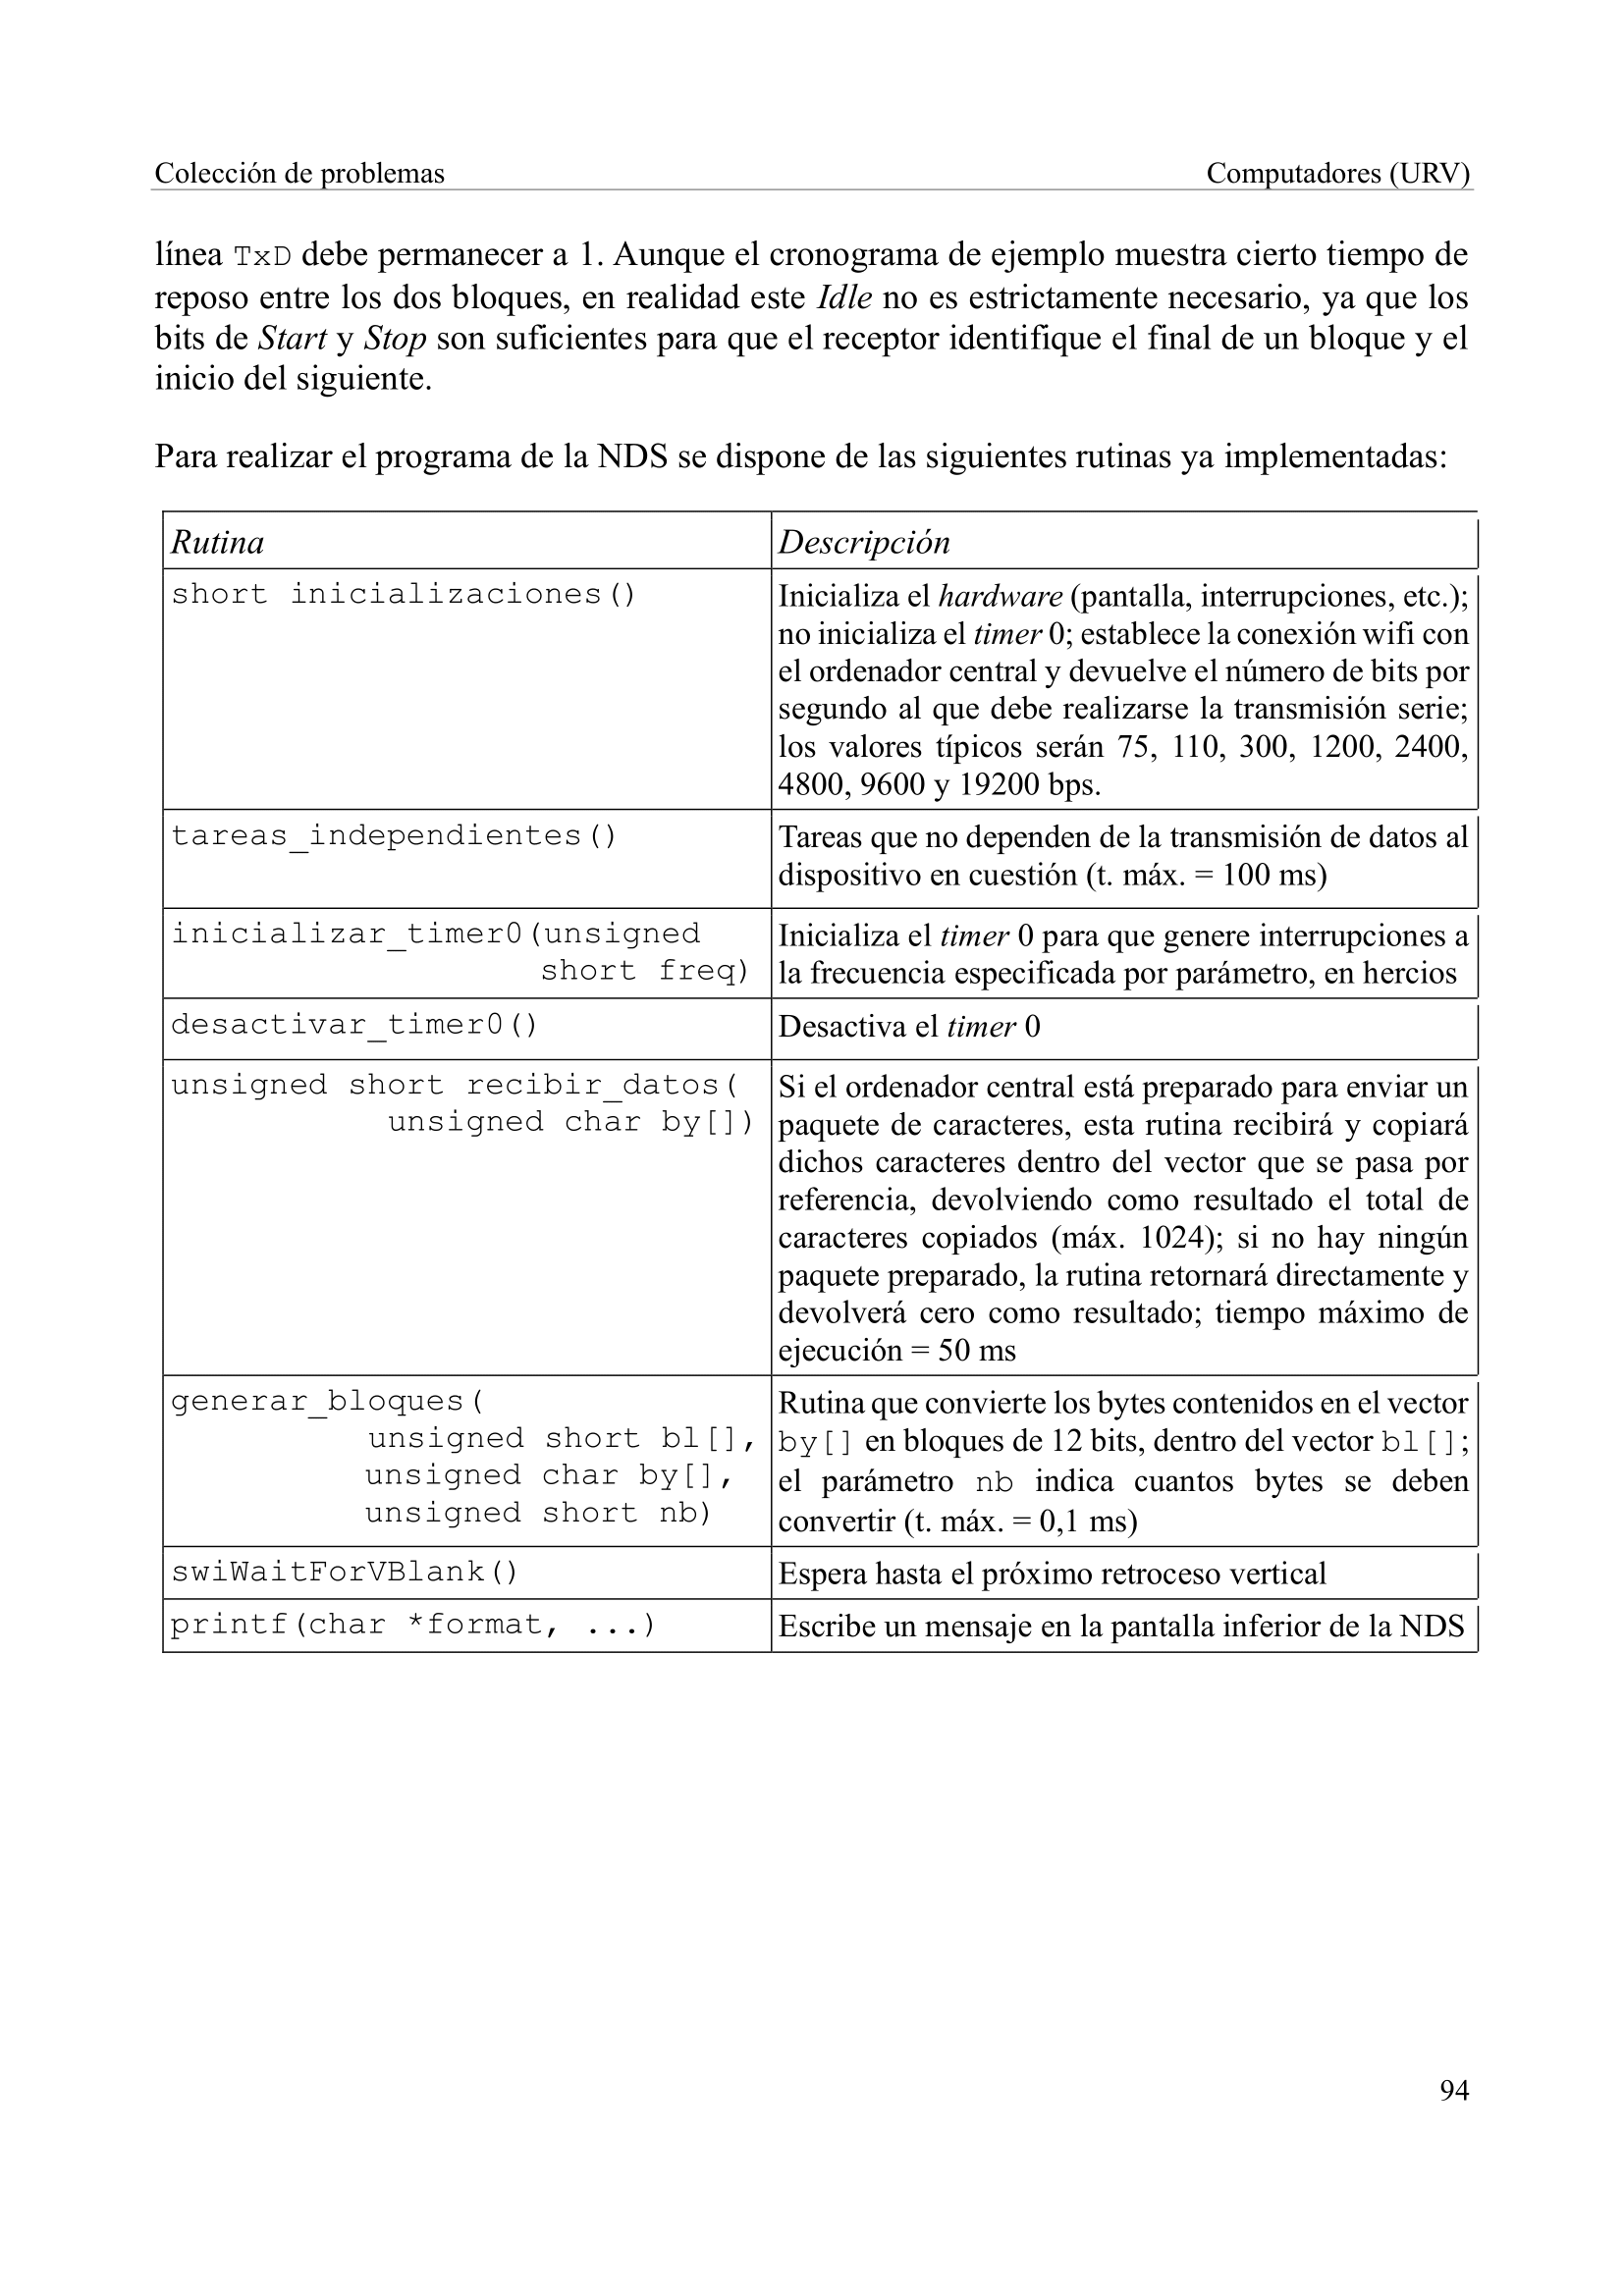 Colección de problemas
Computadores (URV)
línea TxD debe permanecer a 1. Aunque el cronograma de ejemplo muestra cierto tiempo de
reposo entre los dos bloques, en realidad este Idle no es estrictamente necesario, ya que los
bits de Start y Stop son suficientes para que el receptor identifique el final de un bloque y el
inicio del siguiente.
Para realizar el programa de la NDS se dispone de las siguientes rutinas ya implementadas:
Rutina
Descripción
short inicializaciones()
Inicializa el hardware (pantalla, interrupciones, etc.);
no inicializa el timer 0; establece la conexión wifi con
el ordenador central y devuelve el número de bits por
segundo al que debe realizarse la transmisión serie;
los valores típicos serán 75, 110, 300, 1200, 2400,
4800, 9600 y 19200 bps.
tareas_independientes()
Tareas que no dependen de la transmisión de datos al
dispositivo en cuestión (t. máx. = 100 ms)
inicializar_timer0(unsigned
short freq)
Inicializa el timer 0 para que genere interrupciones a
la frecuencia especificada por parámetro, en hercios
desactivar_timer0()
Desactiva el timer 0
unsigned short recibir_datos(
unsigned char by[])
Si el ordenador central está preparado para enviar un
paquete de caracteres, esta rutina recibirá y copiará
dichos caracteres dentro del vector que se pasa por
referencia, devolviendo como resultado el total de
caracteres copiados (máx. 1024); si no hay ningún
paquete preparado, la rutina retornará directamente y
devolverá cero como resultado; tiempo máximo de
ejecución = 50 ms
generar_bloques(
unsigned short bl[],
unsigned char by[],
unsigned short nb)
Rutina que convierte los bytes contenidos en el vector
by[] en bloques de 12 bits, dentro del vector bl[];
el parámetro nb indica cuantos bytes se deben
convertir (t. máx. = 0,1 ms)
swiWaitForVBlank()
Espera hasta el próximo retroceso vertical
printf(char *format, ...)
Escribe un mensaje en la pantalla inferior de la NDS
94